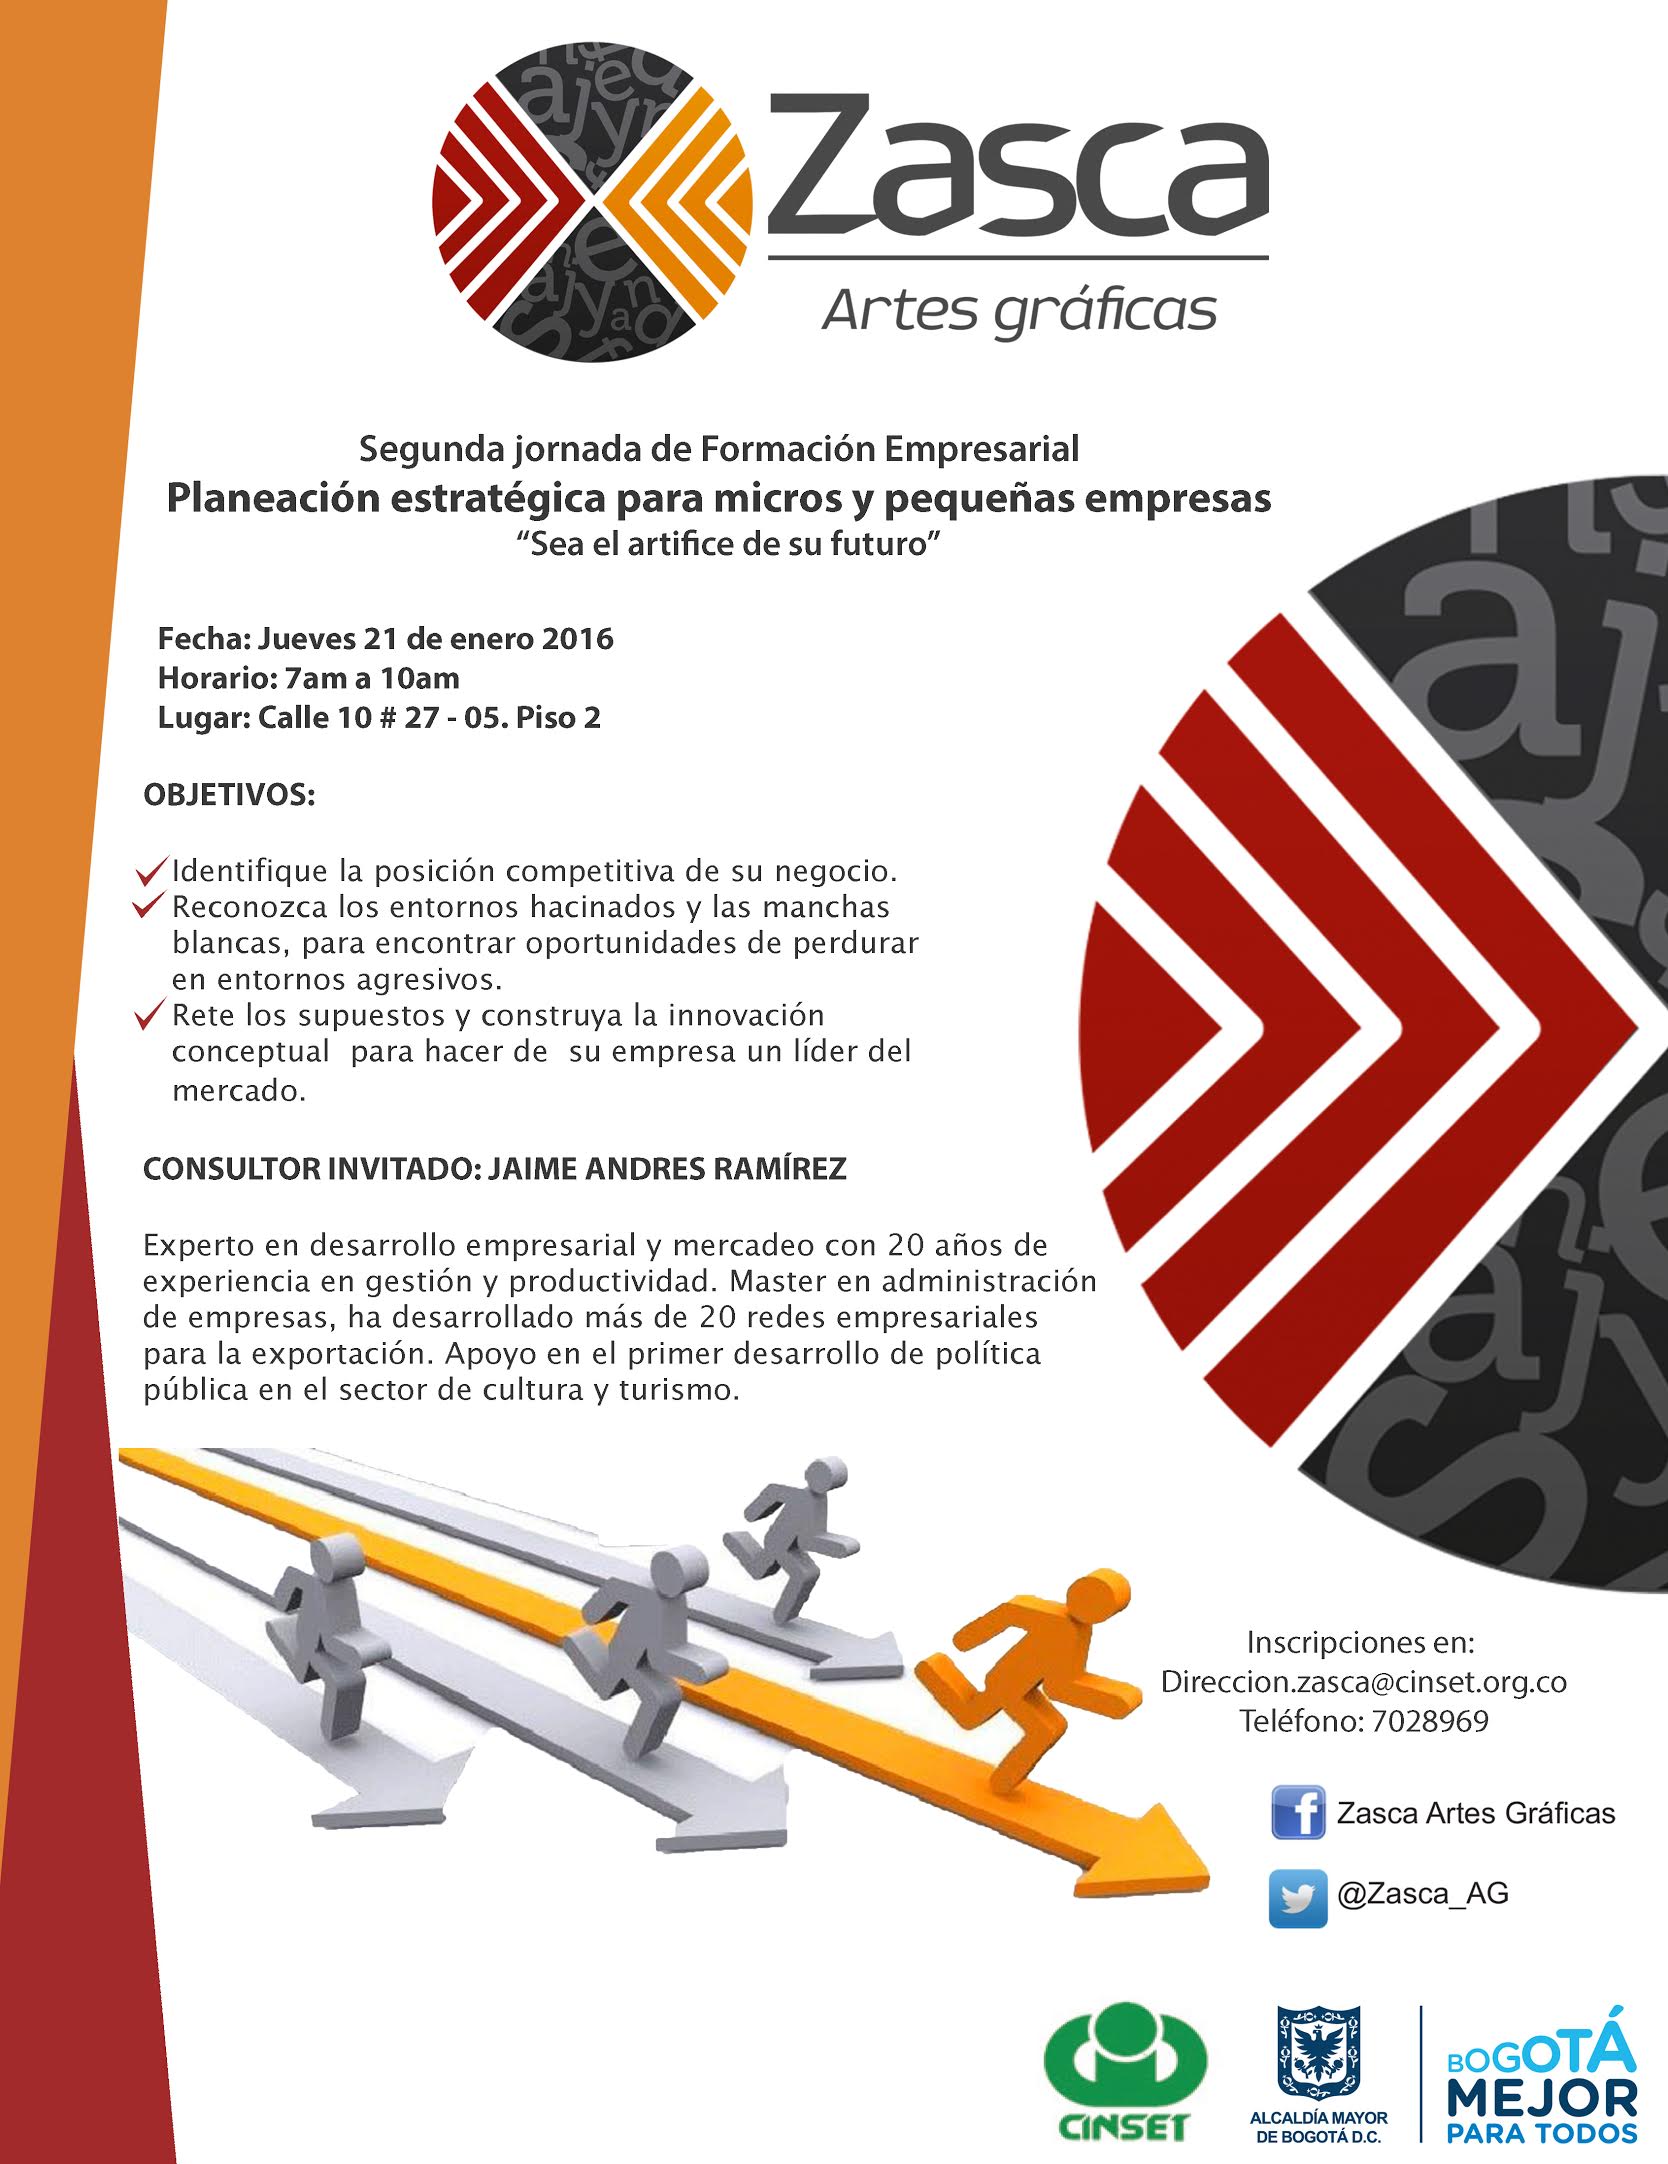 Zasca
Artes gráficas
Segunda jornada de Formación Empresarial
Planeación estratégica para micros y pequeñas empresas
“Sea el artifice de su futuro”
Fecha: Jueves 21 de enero 2016
Horario: 7am a 10am
Lugar: Calle 10 # 27 - 05. Piso 2
OBJETIVOS:
Identifique la posición competitiva de su negocio.
Reconozca los entornos hacinados y las manchas
blancas, para encontrar oportunidades de perdurar
en entornos agresivos.
Rete los supuestos y construya la innovación
conceptual para hacer de su empresa un líder del
mercado.
CONSULTOR INVITADO: JAIME ANDRES RAMÍREZ
Experto en desarrollo empresarial y mercadeo con 20 años de
experiencia en gestión y productividad. Master en administración
de empresas, ha desarrollado más de 20 redes empresariales
para la exportación. Apoyo en el primer desarrollo de política
pública en el sector de cultura y turismo.
Inscripciones en:
Direccion.zasca@cinset.org.co
Teléfono: 7028969
Zasca Artes Gráficas
@Zasca_AG
CINSET
ALCALDÍA MAYOR
DE BOGOTÁ D.C.
BOGOTÁ
MEJOR
PARA TODOS